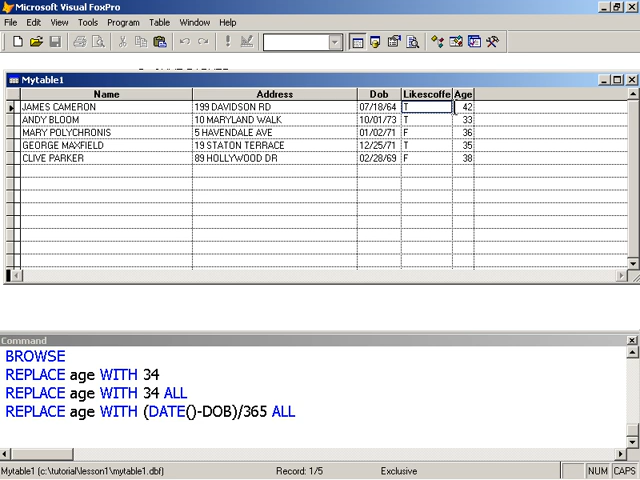 Microsoft Visual FoxPro
File Edit View Tools Program Table Window Help
Mytable1
Name Address Dob Likescoffe Age
JAMES CAMERON 199 DAVIDSON RD 07/18/64 T 42
ANDY BLOOM 10 MARYLAND WALK 10/01/73 T 33
MARY POLYCHRONIS 5 HAVENDALE AVE 01/02/71 F 36
GEORGE MAXFIELD 19 STATON TERRACE 12/25/71 T 35
CLIVE PARKER 89 HOLLYWOOD DR 02/28/69 F 38
Command
BROWSE
REPLACE age WITH 34
REPLACE age WITH 34 ALL
REPLACE age WITH (DATE()-DOB)/365 ALL
Mytable1 (c:\tutorial\lesson1\mytable1.dbf) Record: 1/5 Exclusive NUM CAPS